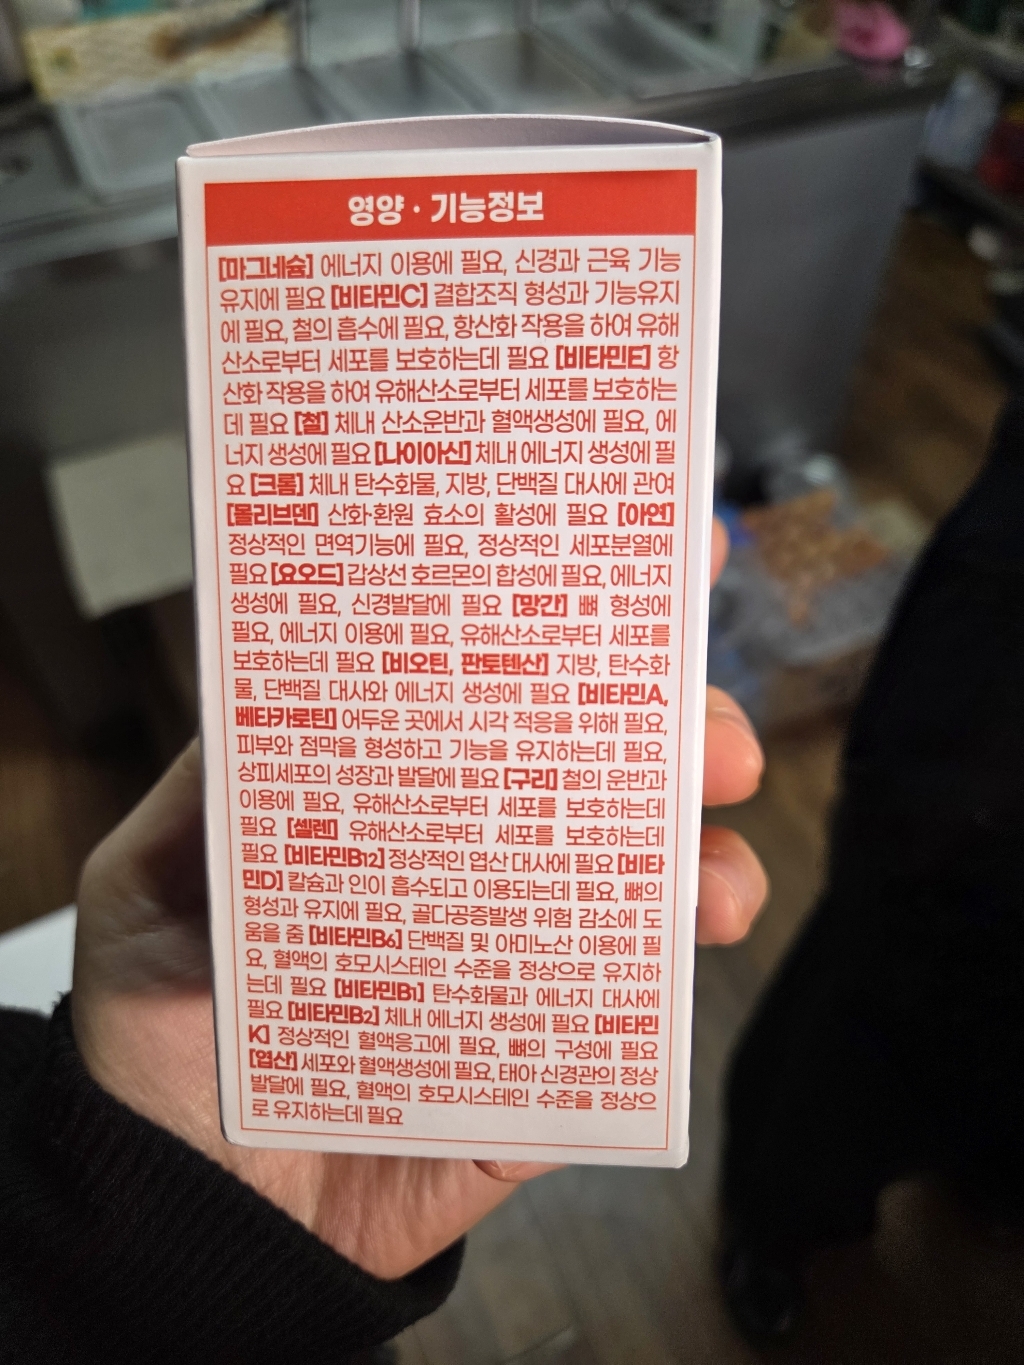 영양 · 기능정보
[마그네슘] 에너지 이용에 필요, 신경과 근육 기능
유지에 필요 [비타민C] 결합조직 형성과 기능유지
에 필요, 철의 흡수에 필요, 항산화 작용을 하여 유해
산소로부터 세포를 보호하는데 필요 [비타민E] 항
산화 작용을 하여 유해산소로부터 세포를 보호하는
데 필요 [철] 체내 산소운반과 혈액생성에 필요, 에
너지 생성에 필요 [나이아신] 체내 에너지 생성에 필
요 [크롬] 체내 탄수화물, 지방, 단백질 대사에 관여
[몰리브덴] 산화·환원 효소의 활성에 필요 [아연]
정상적인 면역기능에 필요, 정상적인 세포분열에
필요 [요오드] 갑상선 호르몬의 합성에 필요, 에너지
생성에 필요, 신경발달에 필요 [망간] 뼈 형성에
필요, 에너지 이용에 필요, 유해산소로부터 세포를
보호하는데 필요 [비오틴, 판토텐산] 지방, 탄수화
물, 단백질 대사와 에너지 생성에 필요 [비타민A,
베타카로틴] 어두운 곳에서 시각 적응을 위해 필요,
피부와 점막을 형성하고 기능을 유지하는데 필요,
상피세포의 성장과 발달에 필요 [구리] 철의 운반과
이용에 필요, 유해산소로부터 세포를 보호하는데
필요 [셀렌] 유해산소로부터 세포를 보호하는데
필요 [비타민B12] 정상적인 엽산 대사에 필요 [비타
민D] 칼슘과 인이 흡수되고 이용되는데 필요, 뼈의
형성과 유지에 필요, 골다공증발생 위험 감소에 도
움을 줌 [비타민B6] 단백질 및 아미노산 이용에 필
요, 혈액의 호모시스테인 수준을 정상으로 유지하
는데 필요 [비타민B1] 탄수화물과 에너지 대사에
필요 [비타민B2] 체내 에너지 생성에 필요 [비타민
K] 정상적인 혈액응고에 필요, 뼈의 구성에 필요
[엽산] 세포와 혈액생성에 필요, 태아 신경관의 정상
발달에 필요, 혈액의 호모시스테인 수준을 정상으
로 유지하는데 필요